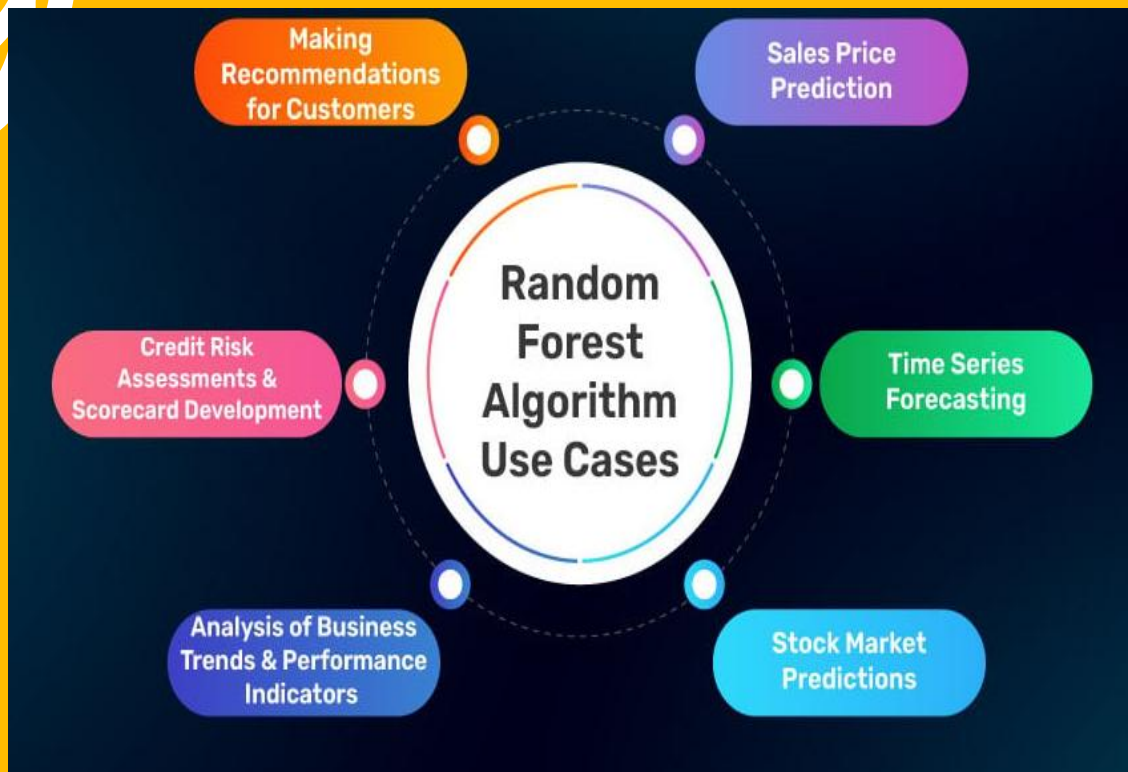 Making
Recommendations
for Customers
Sales Price
Prediction
Random
Forest
Algorithm
Use Cases
Credit Risk
Assessments &
Scorecard Development
Time Series
Forecasting
Analysis of Business
Trends & Performance
Indicators
Stock Market
Predictions